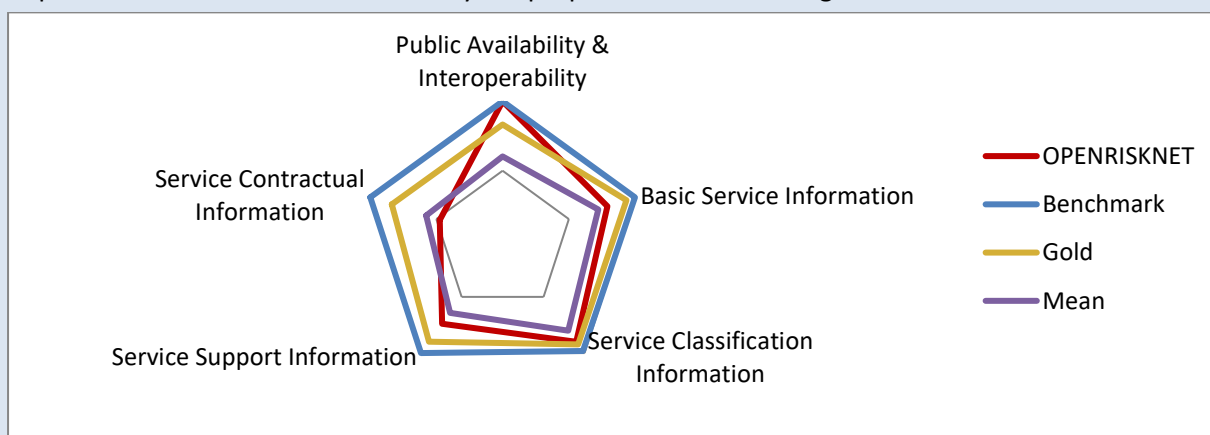 Public Availability &
Interoperability
Service Contractual
Information
Basic Service Information
Service Support Information
Service Classification
Information
OPENRISKNET
Benchmark
Gold
Mean